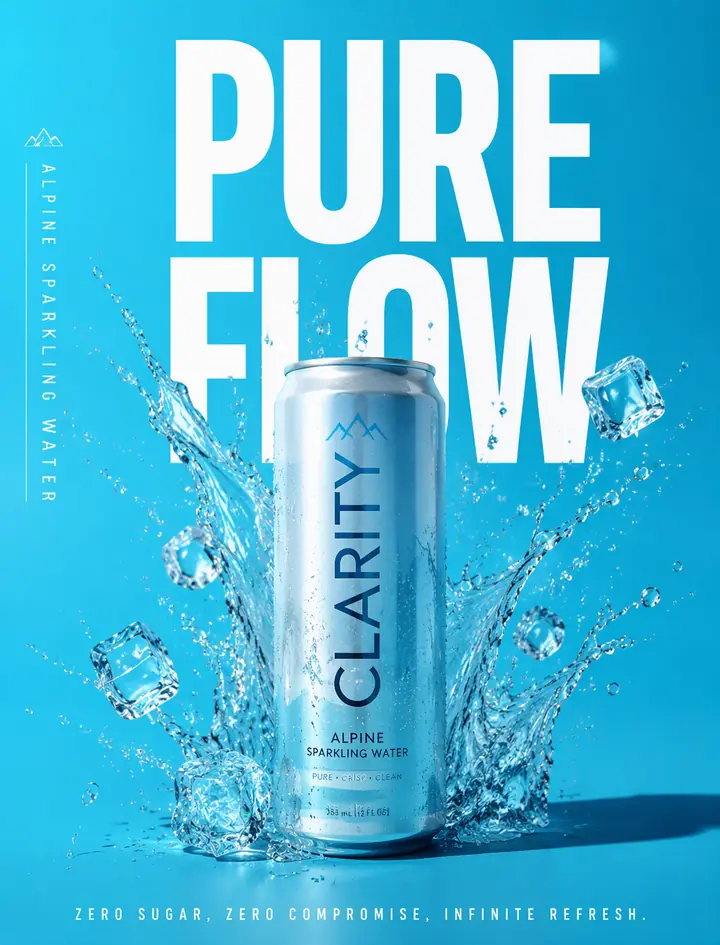 PURE
FLOW
ALPINE SPARKLING WATER
CLARITY
ALPINE
SPARKLING WATER
PURE • CRISP • CLEAN
ZERO SUGAR, ZERO COMPROMISE, INFINITE REFRESH.